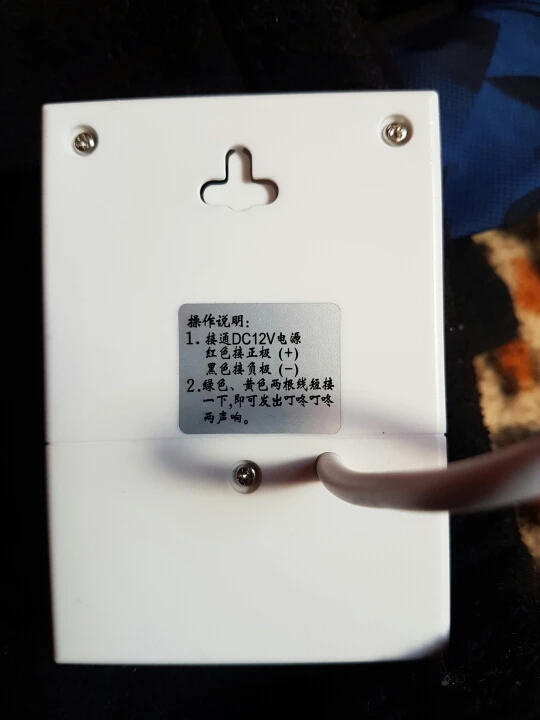 操作说明:
1. 接通DC12V电源
红色接正极 (+)
黑色接负极 (-)
2. 绿色、黄色两根线短接
一下,即可发出叮咚叮咚
两声响。